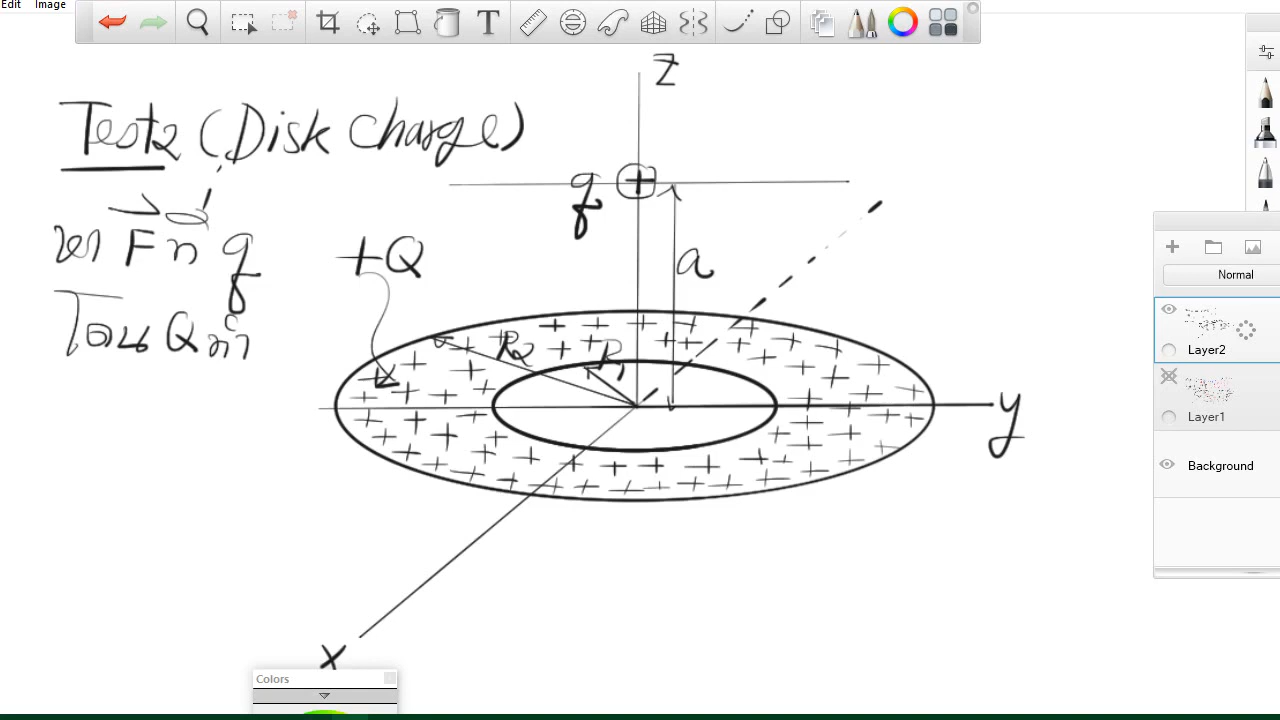 Edit Image
Test2 (Disk Charge)
z
หา F ที่ q
โดย Q ทำ
+Q
q
a
R2
R1
y
x
Normal
Layer2
Layer1
Background
Colors